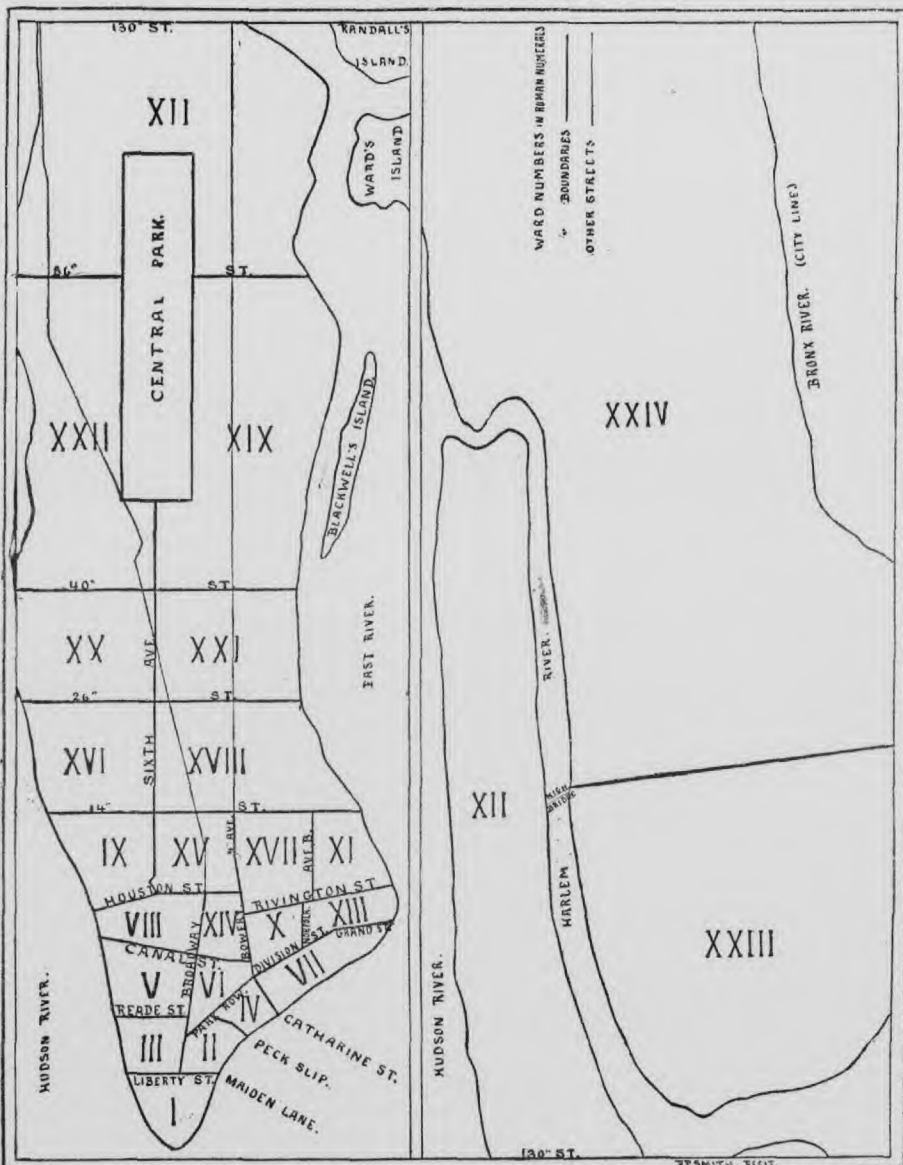 130" ST.
RANDALL'S
ISLAND.
XII
WARD'S
ISLAND
CENTRAL PARK.
86" ST.
XXII
XIX
BLACKWELL'S ISLAND.
40" ST.
EAST RIVER.
XX
SIXTH AVE.
XXI
26" ST.
XVI
XVIII
14" ST.
IX
XV
4" AVE.
XVII
AVE B.
XI
HOUSTON ST.
RIVINGTON ST.
VIII
BROADWAY
XIV
BOWERY
X
NORFOLK
XIII
CANAL ST.
DIVISION ST.
GRAND ST.
V
VI
VII
READE ST.
PARK ROW.
IV
CATHARINE ST.
III
II
PECK SLIP.
LIBERTY ST.
MAIDEN LANE.
I
HUDSON RIVER.
WARD NUMBERS IN ROMAN NUMERALS
" BOUNDARIES
OTHER STREETS
BRONX RIVER. (CITY LINE)
XXIV
HARLEM RIVER.
XII
HIGH
BRIDGE
XXIII
HUDSON RIVER.
130" ST.